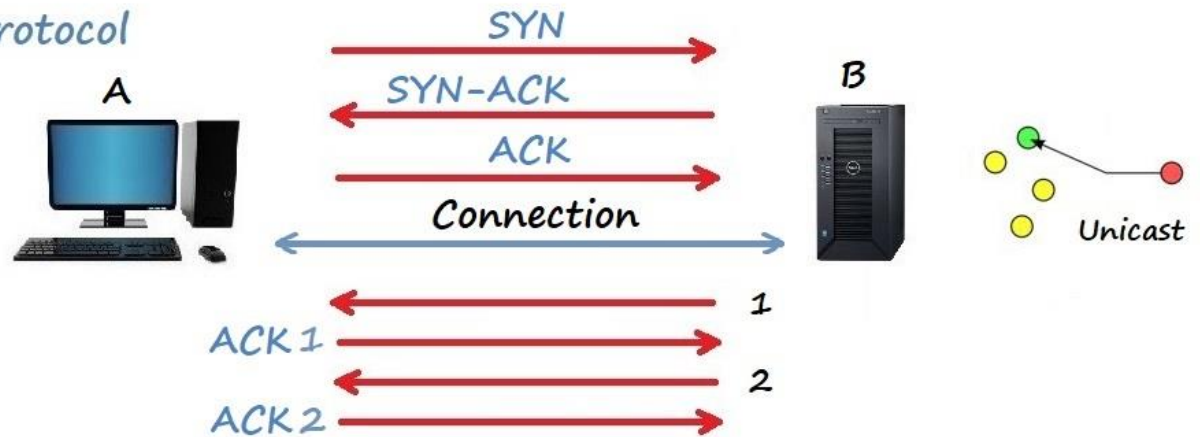 rotocol
SYN
A
B
SYN-ACK
ACK
Connection
Unicast
1
ACK 1
2
ACK 2